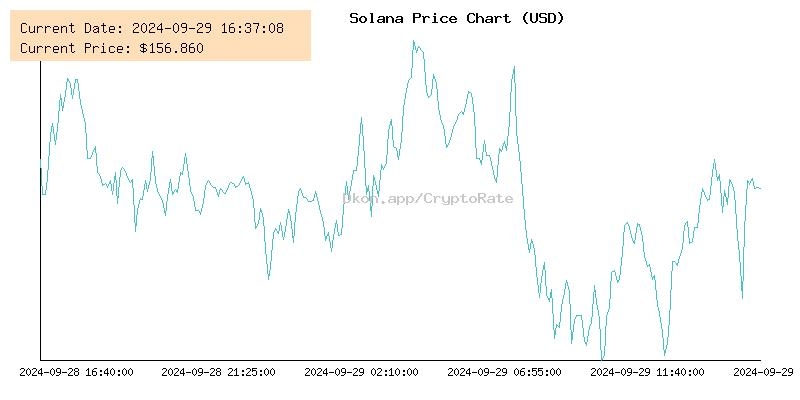 Solana Price Chart (USD)
Current Date: 2024-09-29 16:37:08
Current Price: $156.860
Dkon.app/CryptoRate
2024-09-28 16:40:00 2024-09-28 21:25:00 2024-09-29 02:10:00 2024-09-29 06:55:00 2024-09-29 11:40:00 2024-09-29